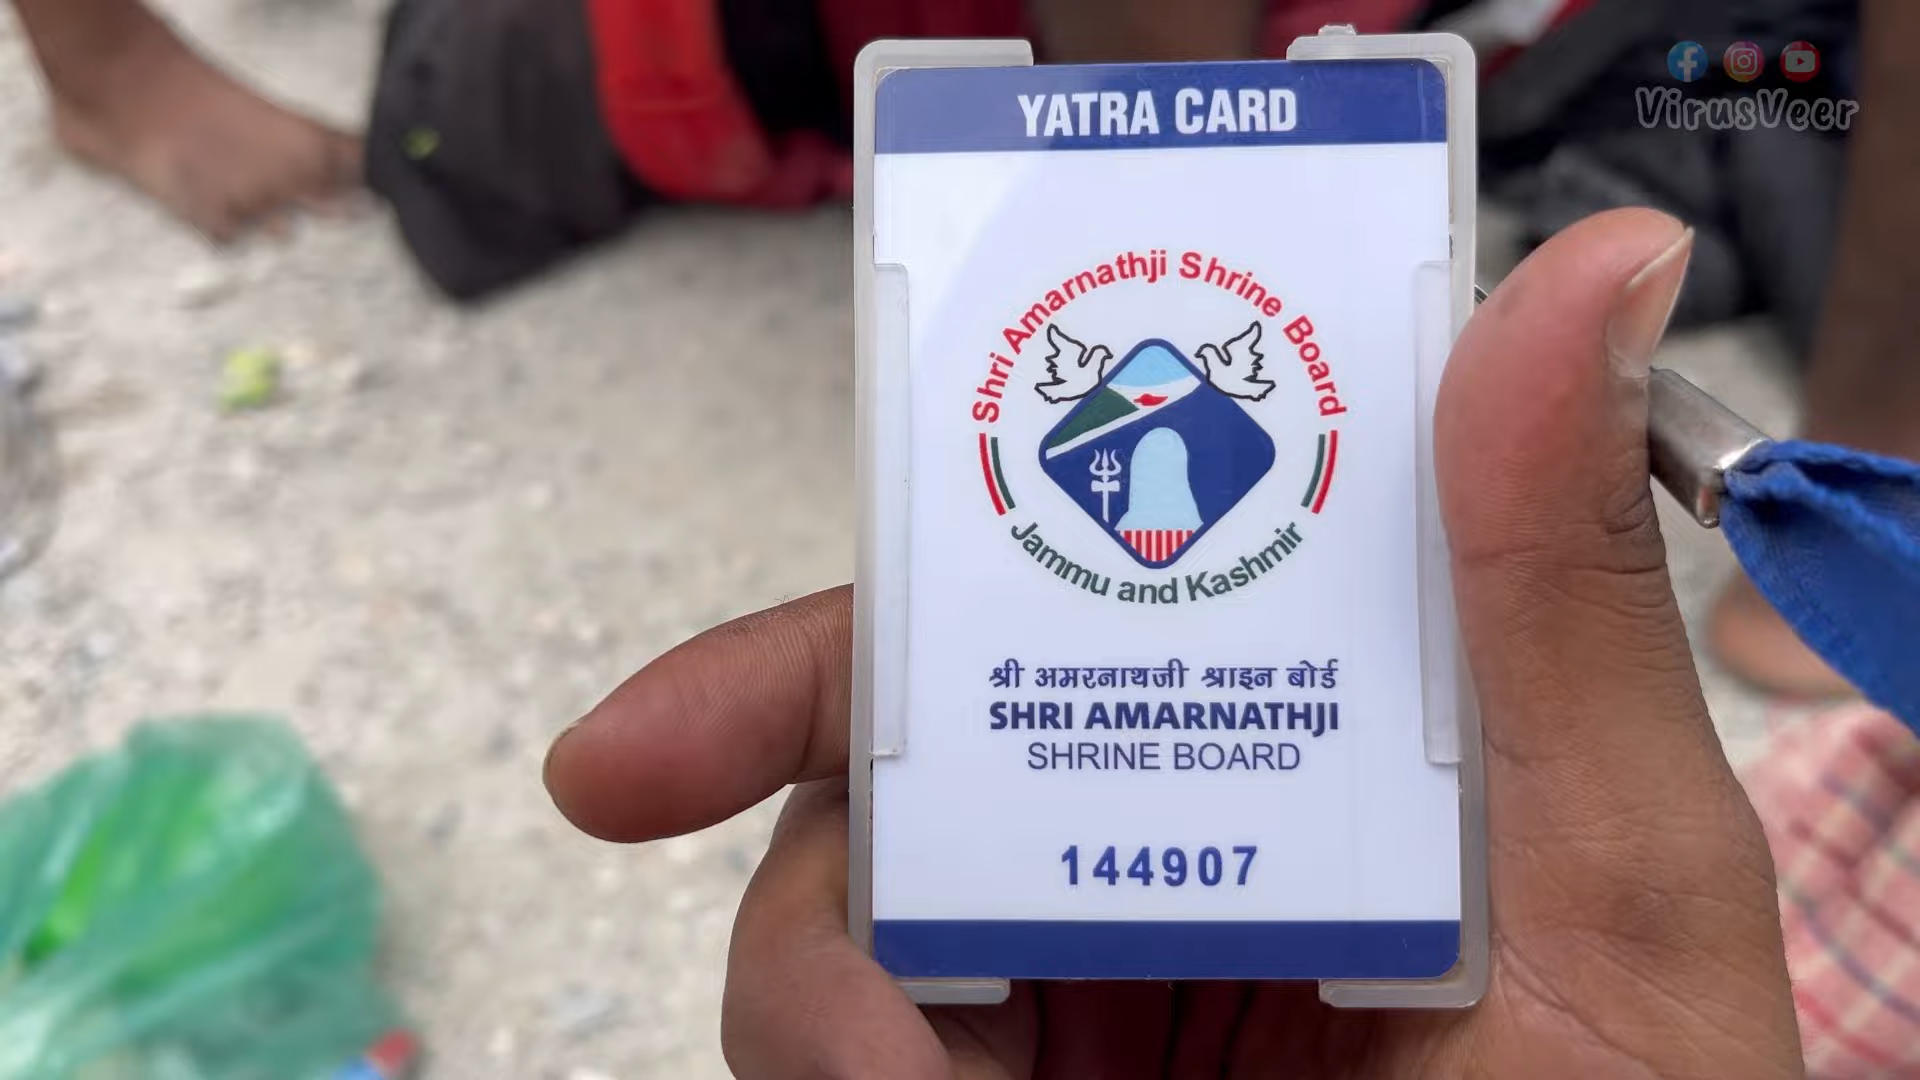 YATRA CARD
VirusVeer
Shri Amarnathji Shrine Board
Jammu and Kashmir
श्री अमरनाथजी श्राइन बोर्ड
SHRI AMARNATHJI
SHRINE BOARD
144907